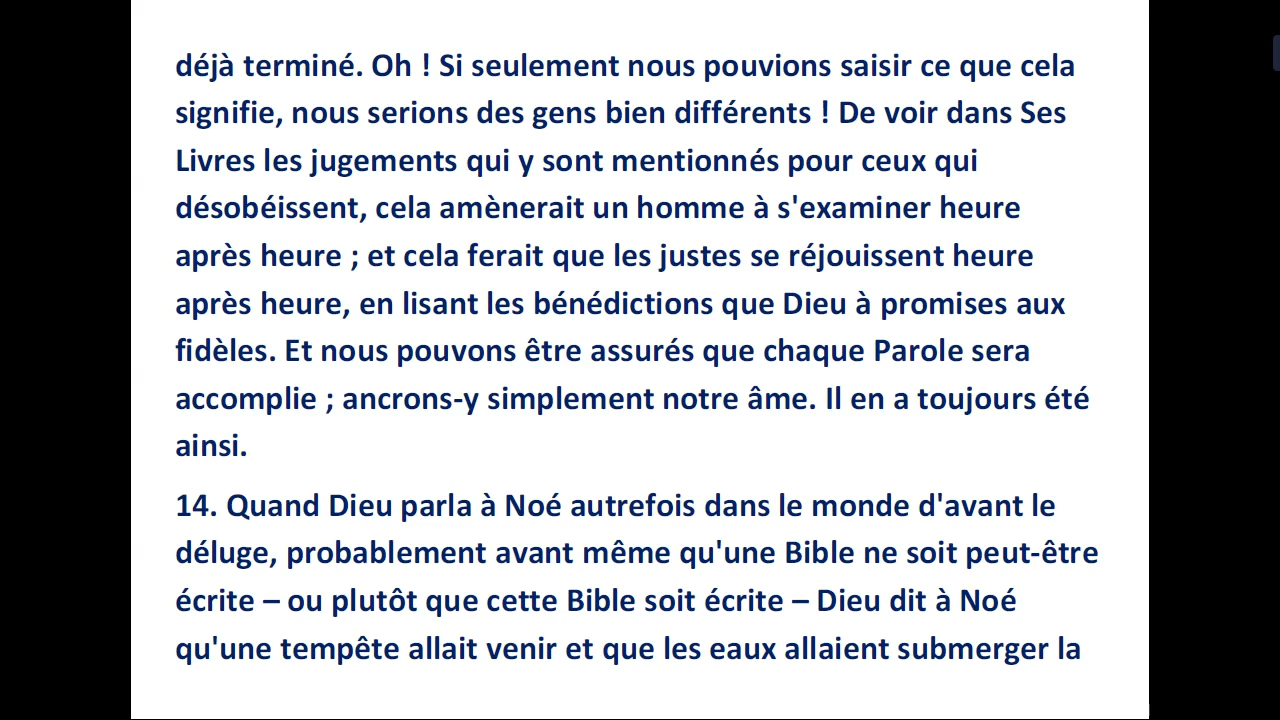 déjà terminé. Oh ! Si seulement nous pouvions saisir ce que cela
signifie, nous serions des gens bien différents ! De voir dans Ses
Livres les jugements qui y sont mentionnés pour ceux qui
désobéissent, cela amènerait un homme à s'examiner heure
après heure ; et cela ferait que les justes se réjouissent heure
après heure, en lisant les bénédictions que Dieu à promises aux
fidèles. Et nous pouvons être assurés que chaque Parole sera
accomplie ; ancrons-y simplement notre âme. Il en a toujours été
ainsi.
14. Quand Dieu parla à Noé autrefois dans le monde d'avant le
déluge, probablement avant même qu'une Bible ne soit peut-être
écrite – ou plutôt que cette Bible soit écrite – Dieu dit à Noé
qu'une tempête allait venir et que les eaux allaient submerger la